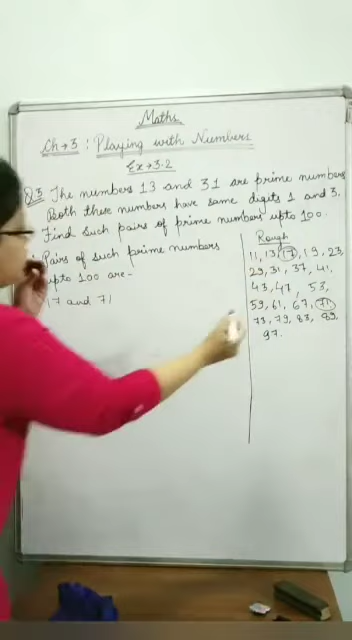 Maths
Ch→3 : Playing with Numbers
Ex→3.2
Q3 The numbers 13 and 31 are prime numbers.
Both these numbers have same digits 1 and 3.
Find such pairs of prime numbers upto 100.
Pairs of such prime numbers
upto 100 are-
17 and 71
Rough
11, 13, 17, 19, 23,
29, 31, 37, 41,
43, 47, 53,
59, 61, 67, 71,
73, 79, 83, 89,
97.